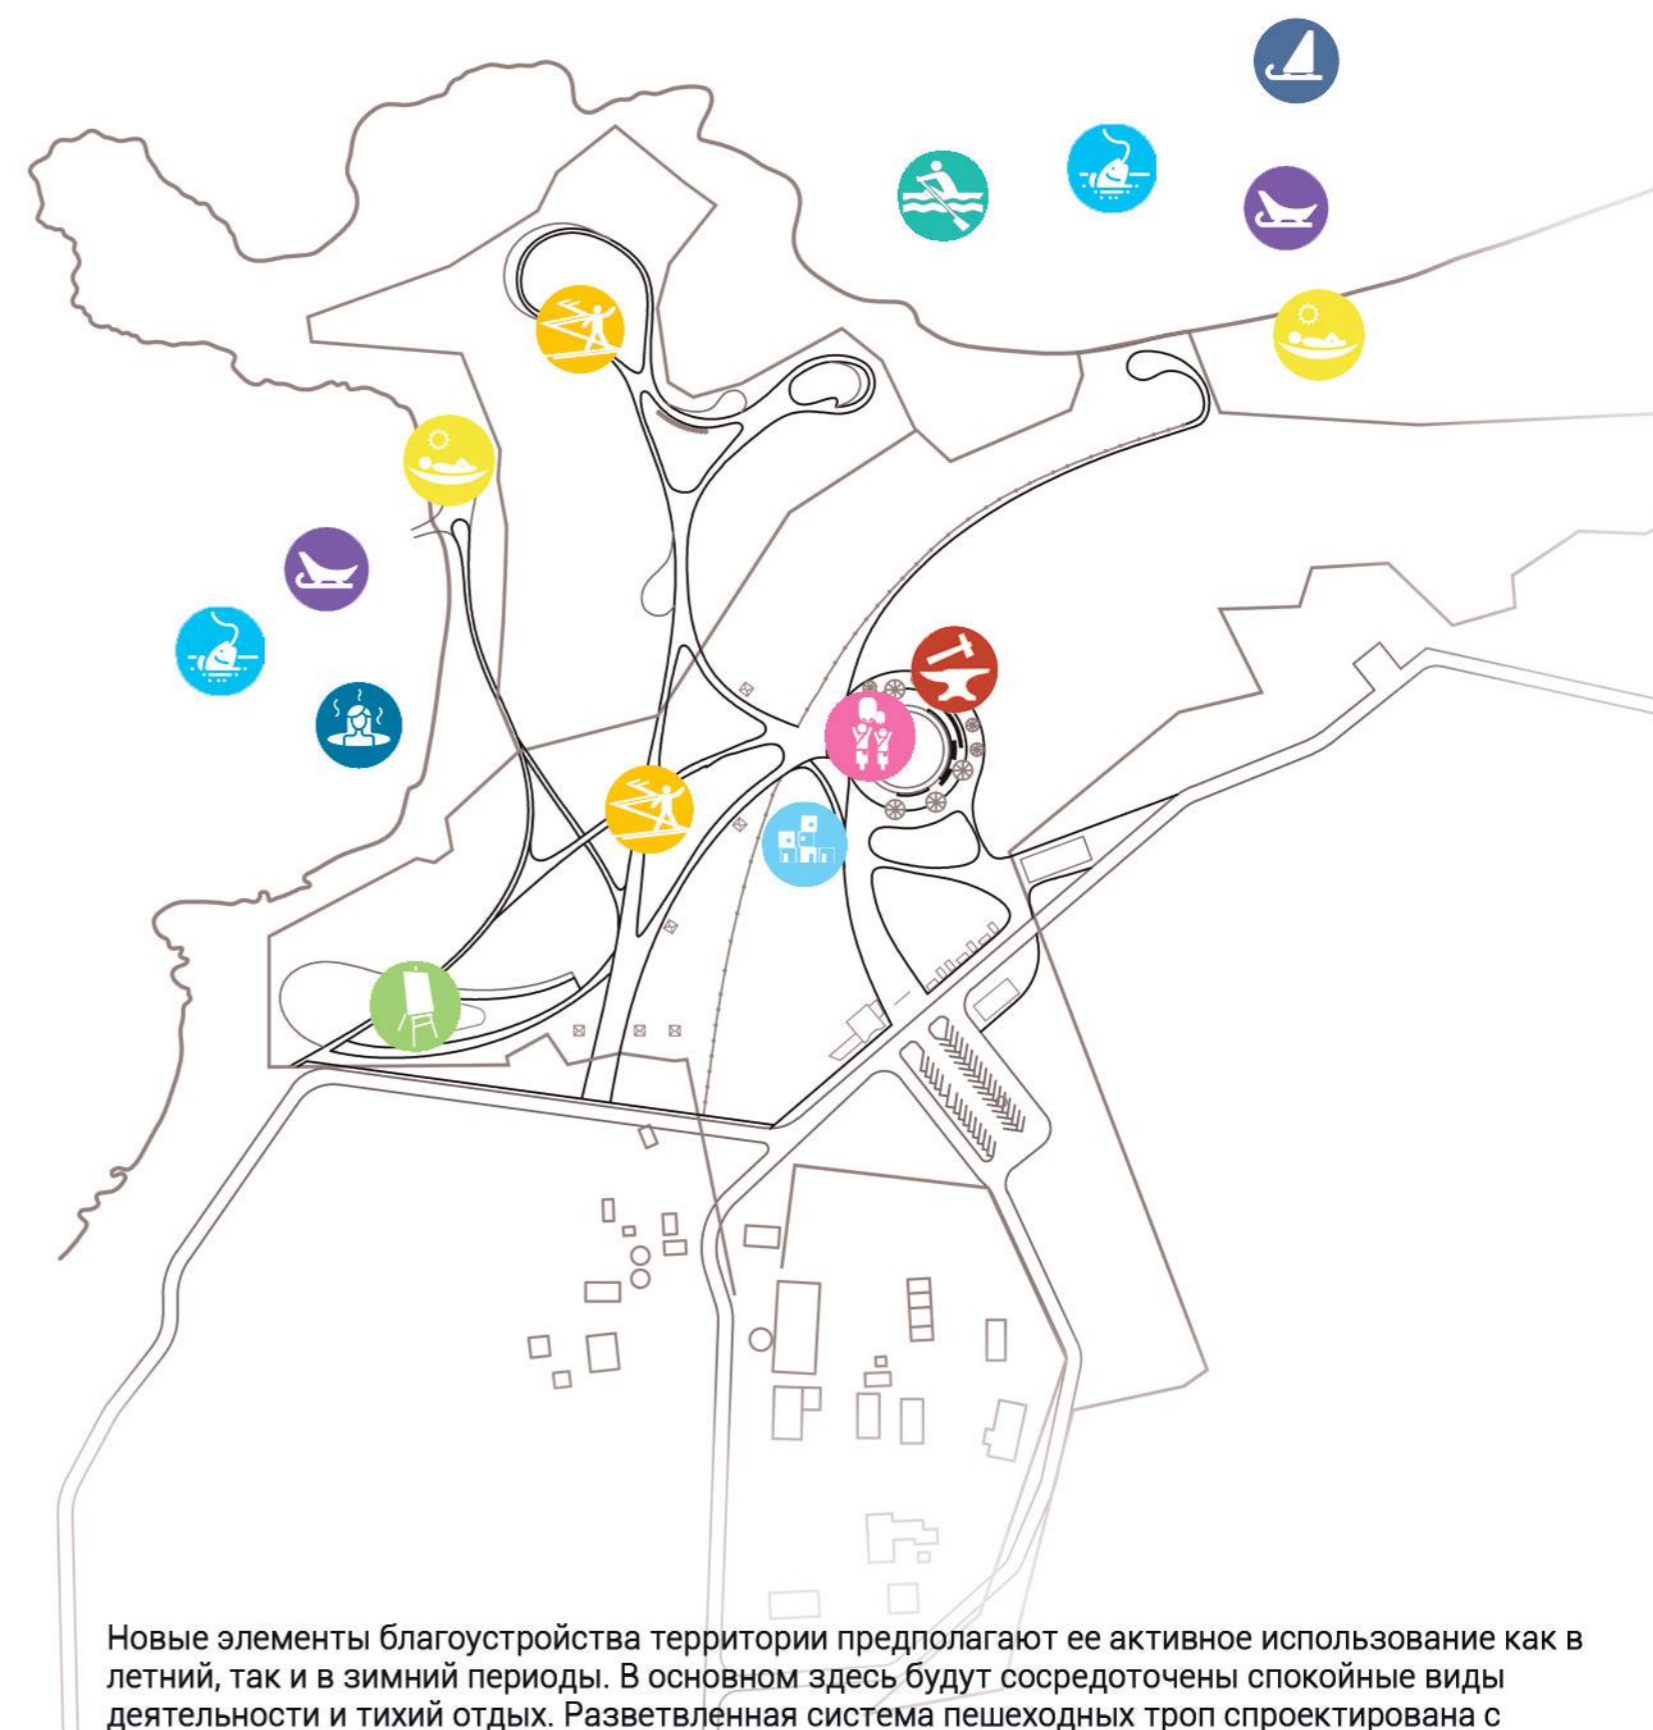 Новые элементы благоустройства территории предполагают ее активное использование как в
летний, так и в зимний периоды. В основном здесь будут сосредоточены спокойные виды
деятельности и тихий отдых. Разветвленная система пешеходных троп спроектирована с